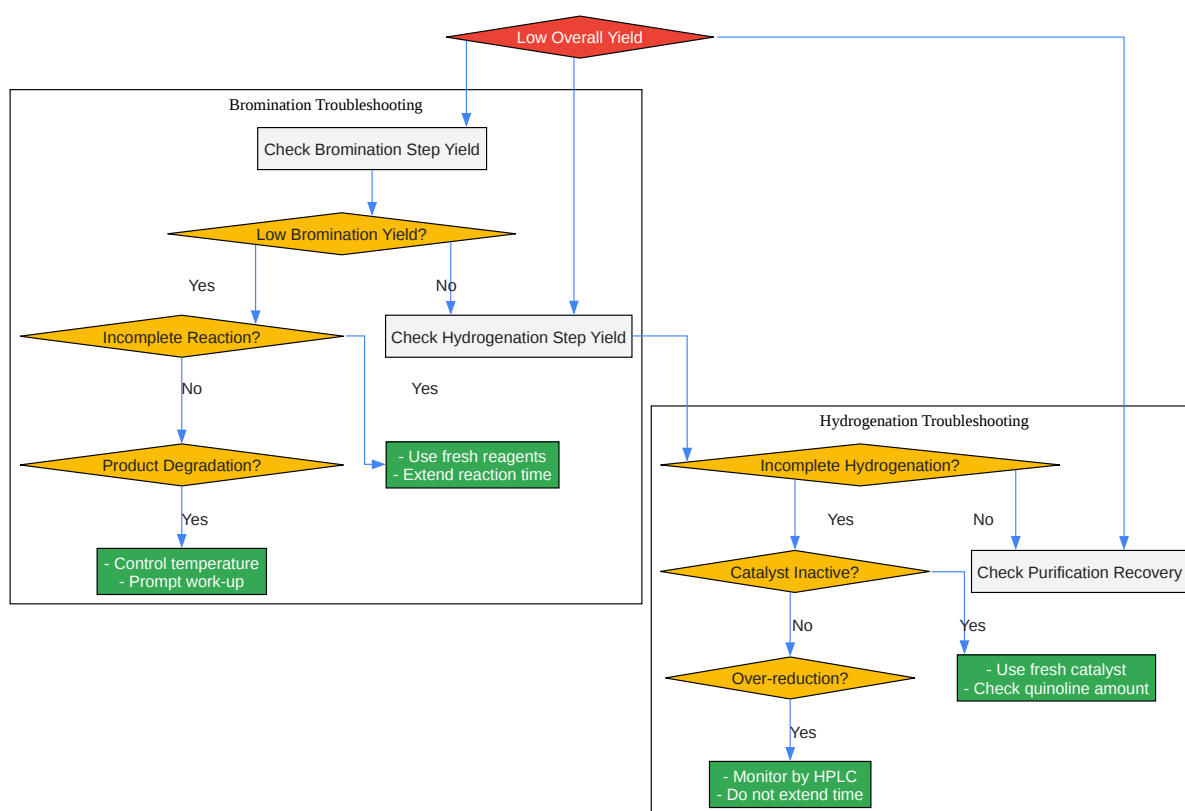 Low Overall Yield
Bromination Troubleshooting
Check Bromination Step Yield
Low Bromination Yield?
Yes
No
Incomplete Reaction?
Check Hydrogenation Step Yield
No
Yes
Hydrogenation Troubleshooting
Product Degradation?
- Use fresh reagents
- Extend reaction time
Incomplete Hydrogenation?
Yes
Yes
No
- Control temperature
- Prompt work-up
Catalyst Inactive?
Check Purification Recovery
No
Yes
Over-reduction?
- Use fresh catalyst
- Check quinoline amount
Yes
- Monitor by HPLC
- Do not extend time